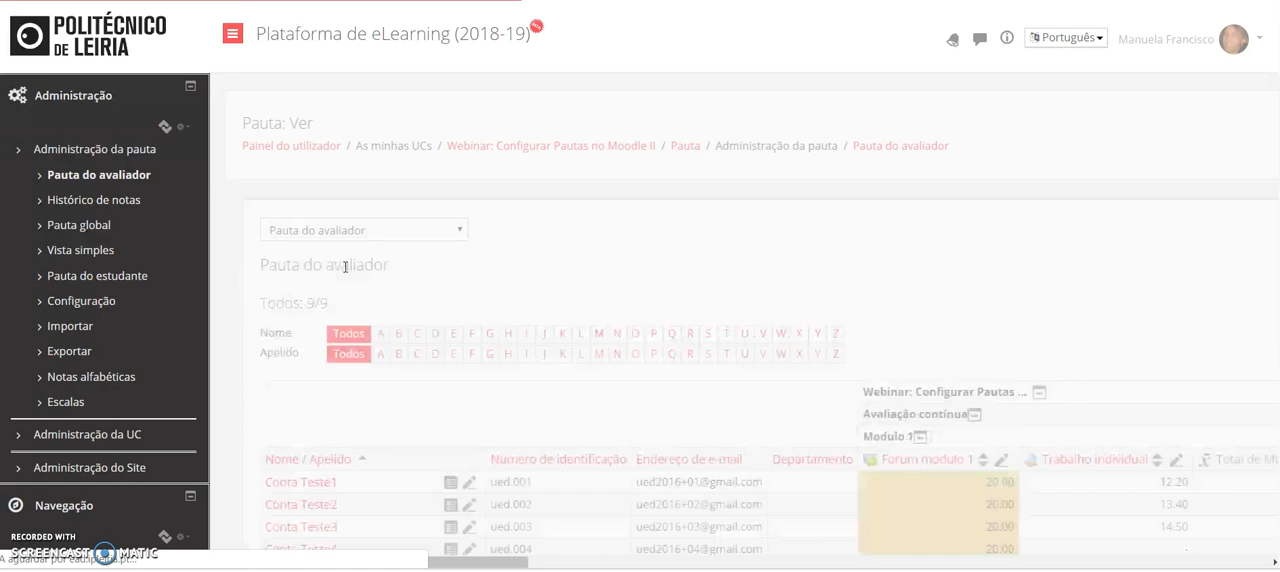 POLITÉCNICO
DE LEIRIA
Plataforma de eLearning (2018-19)
Português
Manuela Francisco
Administração
Administração da pauta
Pauta do avaliador
Histórico de notas
Pauta global
Vista simples
Pauta do estudante
Configuração
Importar
Exportar
Notas alfabéticas
Escalas
Administração da UC
Administração do Site
Navegação
RECORDED WITH
SCREENCAST MATIC
Pauta: Ver
Painel do utilizador / As minhas UCs / Webinar: Configurar Pautas no Moodle II / Pauta / Administração da pauta / Pauta do avaliador
Pauta do avaliador
Pauta do avaliador
Todos: 9/9
Nome Todos A B C D E F G H I J K L M N O P Q R S T U V W X Y Z
Apelido Todos A B C D E F G H I J K L M N O P Q R S T U V W X Y Z
Webinar: Configurar Pautas ...
Avaliação contínua
Modulo 1
Nome / Apelido Número de identificação Endereço de e-mail Departamento Forum modulo 1 Trabalho individual Total de
Conta Teste1 ued.001 ued2016+01@gmail.com 20.00 12.20
Conta Teste2 ued.002 ued2016+02@gmail.com 20.00 13.40
Conta Teste3 ued.003 ued2016+03@gmail.com 20.00 14.50
Conta ued.004 ued2016+04@gmail.com 20.00 -